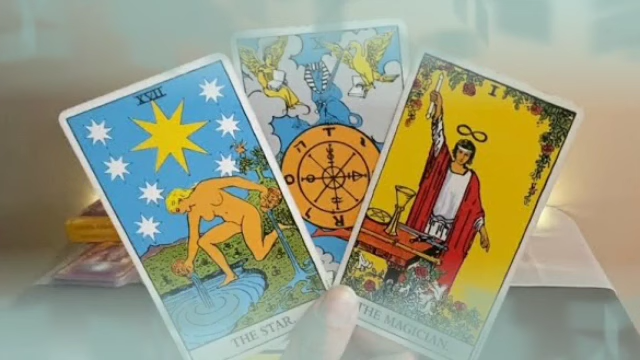 XVII
THE STAR.
X
T
O
R
I
THE MAGICIAN.